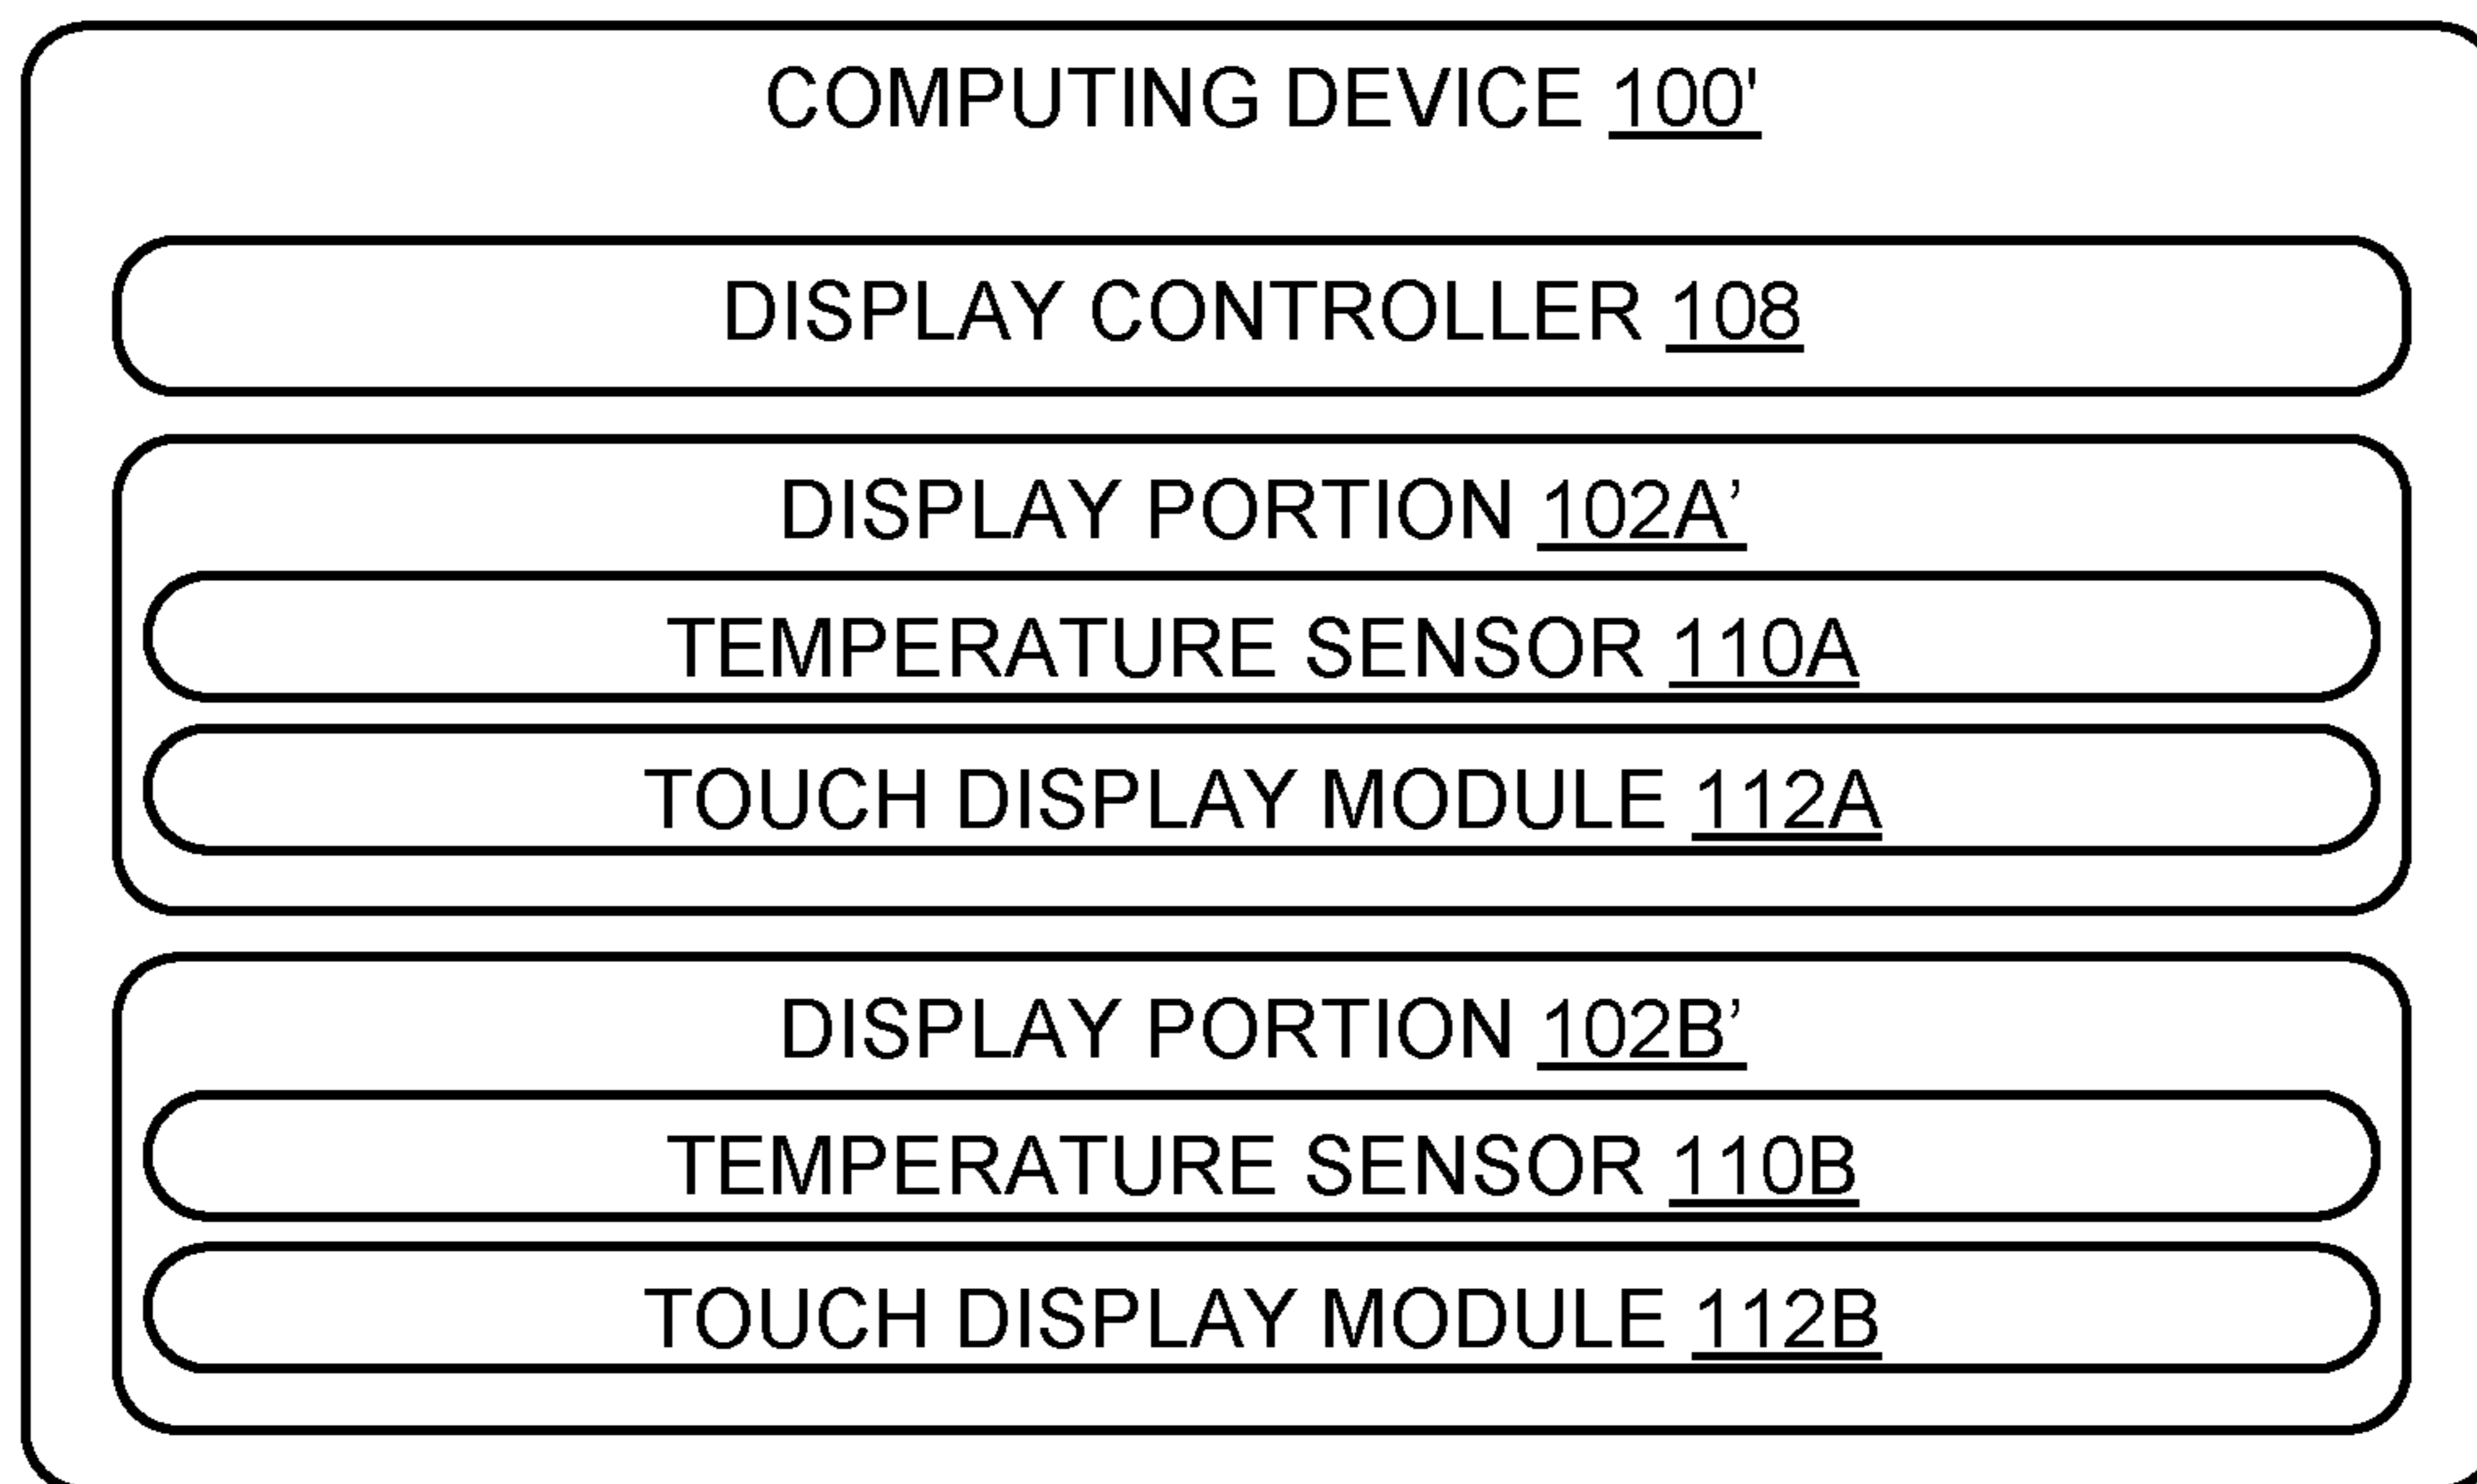 COMPUTING DEVICE 100'
DISPLAY CONTROLLER 108
DISPLAY PORTION 102A’
TEMPERATURE SENSOR 110A
TOUCH DISPLAY MODULE 112A
DISPLAY PORTION 102B’
TEMPERATURE SENSOR 110B
TOUCH DISPLAY MODULE 112B